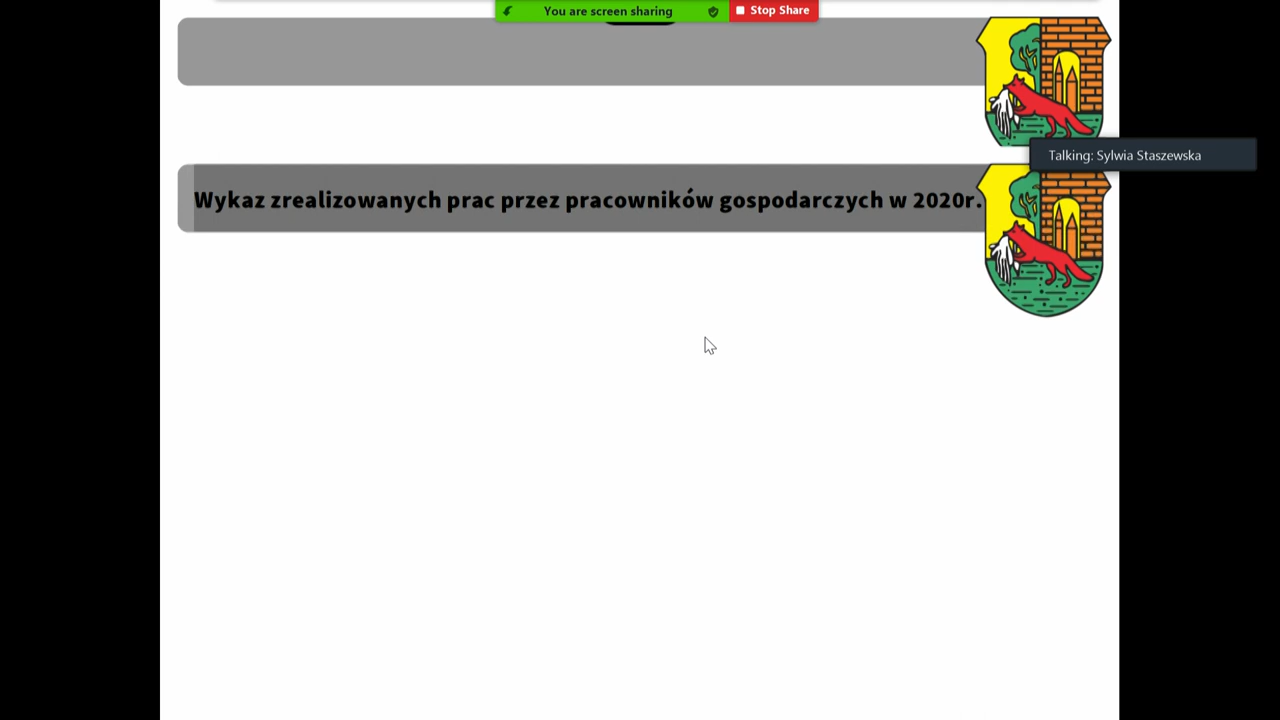 You are screen sharing
Stop Share
Talking: Sylwia Staszewska
Wykaz zrealizowanych prac przez pracowników gospodarczych w 2020r.